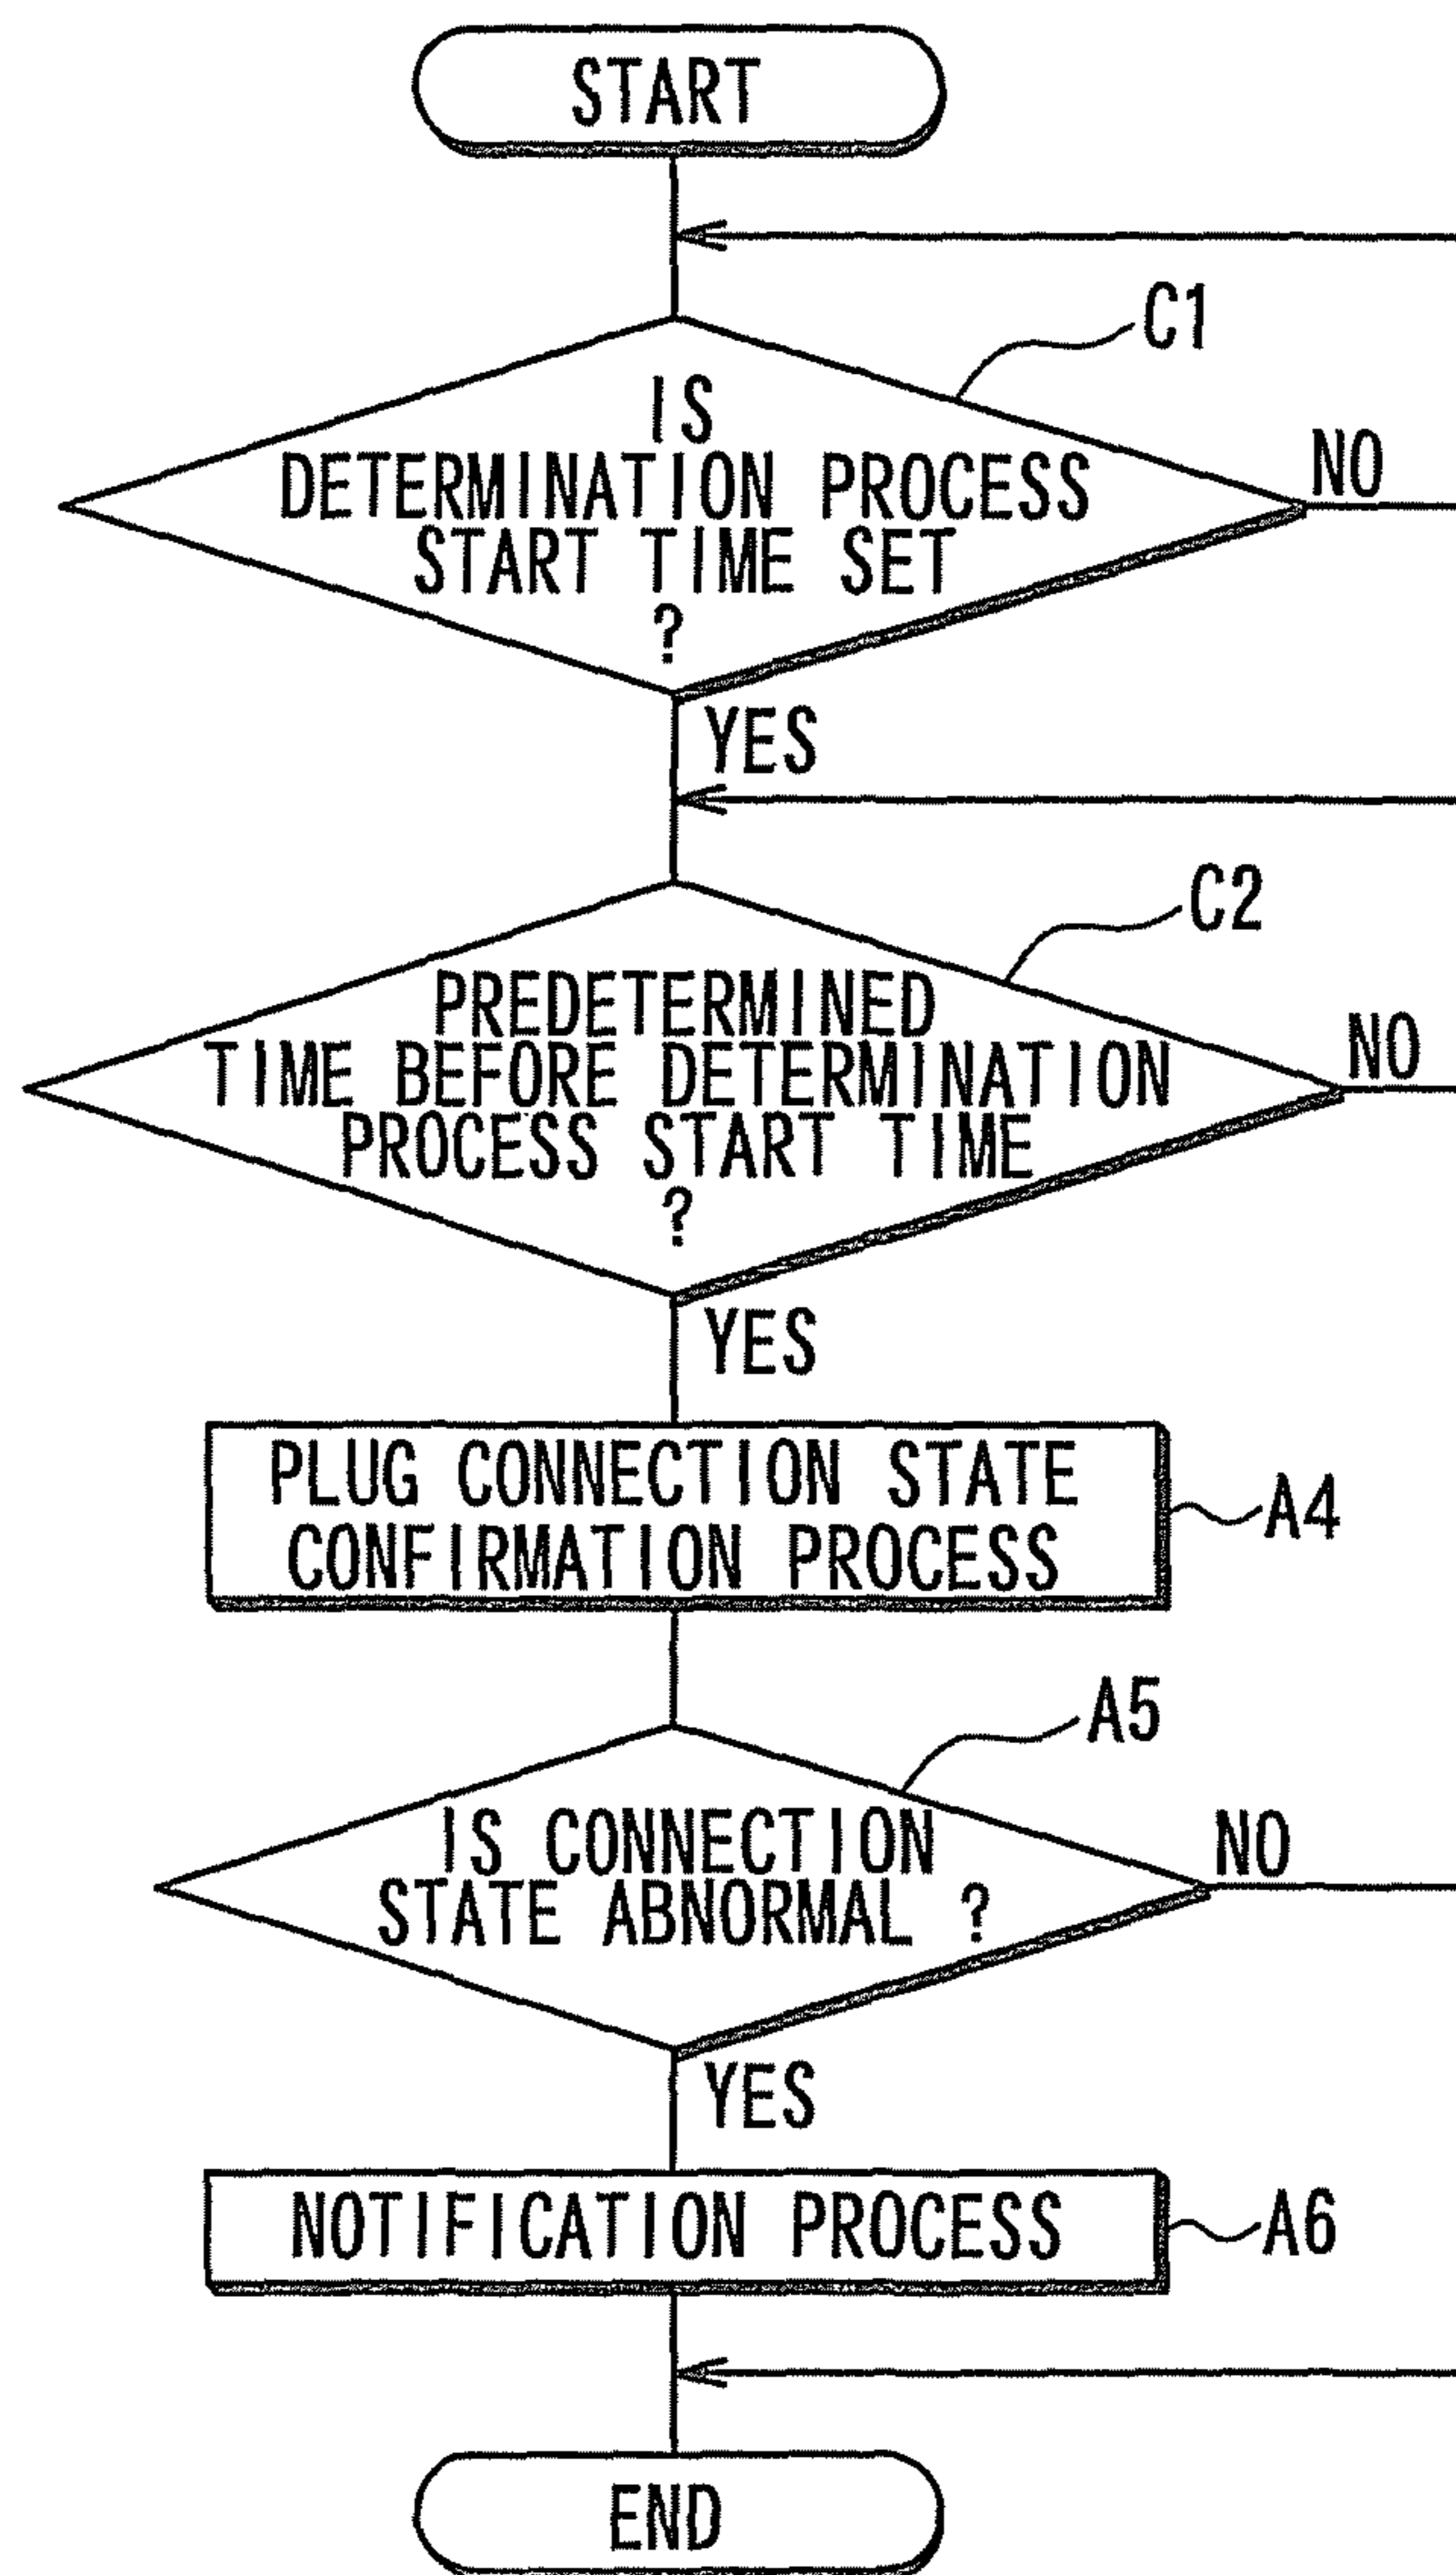 START
C1
IS
DETERMINATION PROCESS
START TIME SET
?
NO
YES
C2
PREDETERMINED
TIME BEFORE DETERMINATION
PROCESS START TIME
?
NO
YES
PLUG CONNECTION STATE
CONFIRMATION PROCESS
A4
A5
IS CONNECTION
STATE ABNORMAL ?
NO
YES
NOTIFICATION PROCESS
A6
END